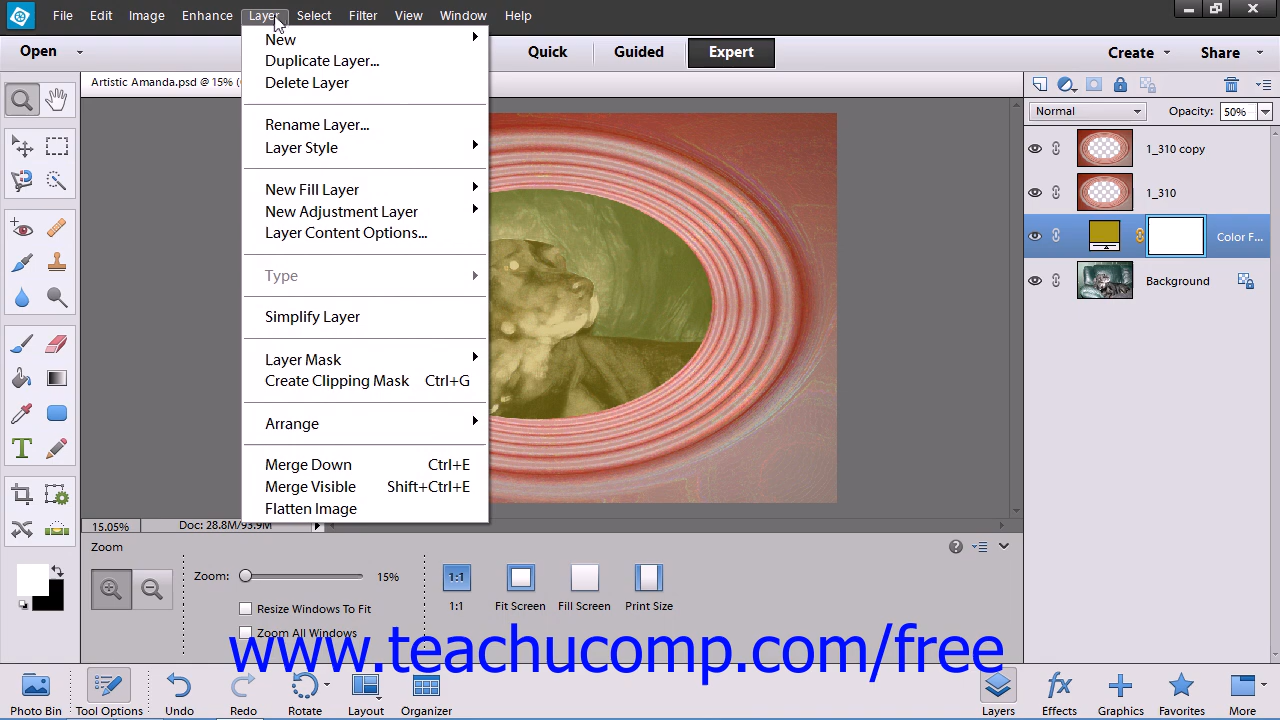 File Edit Image Enhance Layer Select Filter View Window Help
Open
Quick Guided Expert
Create Share
Artistic Amanda.psd @ 15% (
New
Duplicate Layer...
Delete Layer
Rename Layer...
Layer Style
New Fill Layer
New Adjustment Layer
Layer Content Options...
Type
Simplify Layer
Layer Mask
Create Clipping Mask Ctrl+G
Arrange
Merge Down Ctrl+E
Merge Visible Shift+Ctrl+E
Flatten Image
Normal Opacity: 50%
1_310 copy
1_310
Color F...
Background
15.05% Doc: 28.8M/93.9M
Zoom
Zoom: 15%
Resize Windows To Fit
Zoom All Windows
1:1
1:1 Fit Screen Fill Screen Print Size
www.teachucomp.com/free
Photo Bin Tool Options Undo Redo Rotate Layout Organizer
Layers Effects Graphics Favorites More